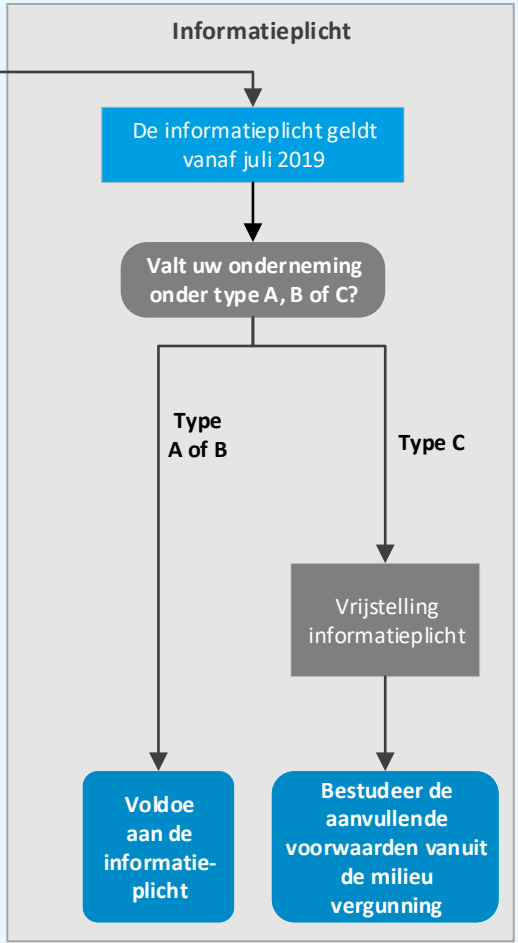 Informatieplicht
De informatieplicht geldt
vanaf juli 2019
Valt uw onderneming
onder type A, B of C?
Type
A of B
Type C
Vrijstelling
informatieplicht
Voldoe
aan de
informatie-
plicht
Bestudeer de
aanvullende
voorwaarden vanuit
de milieu
vergunning